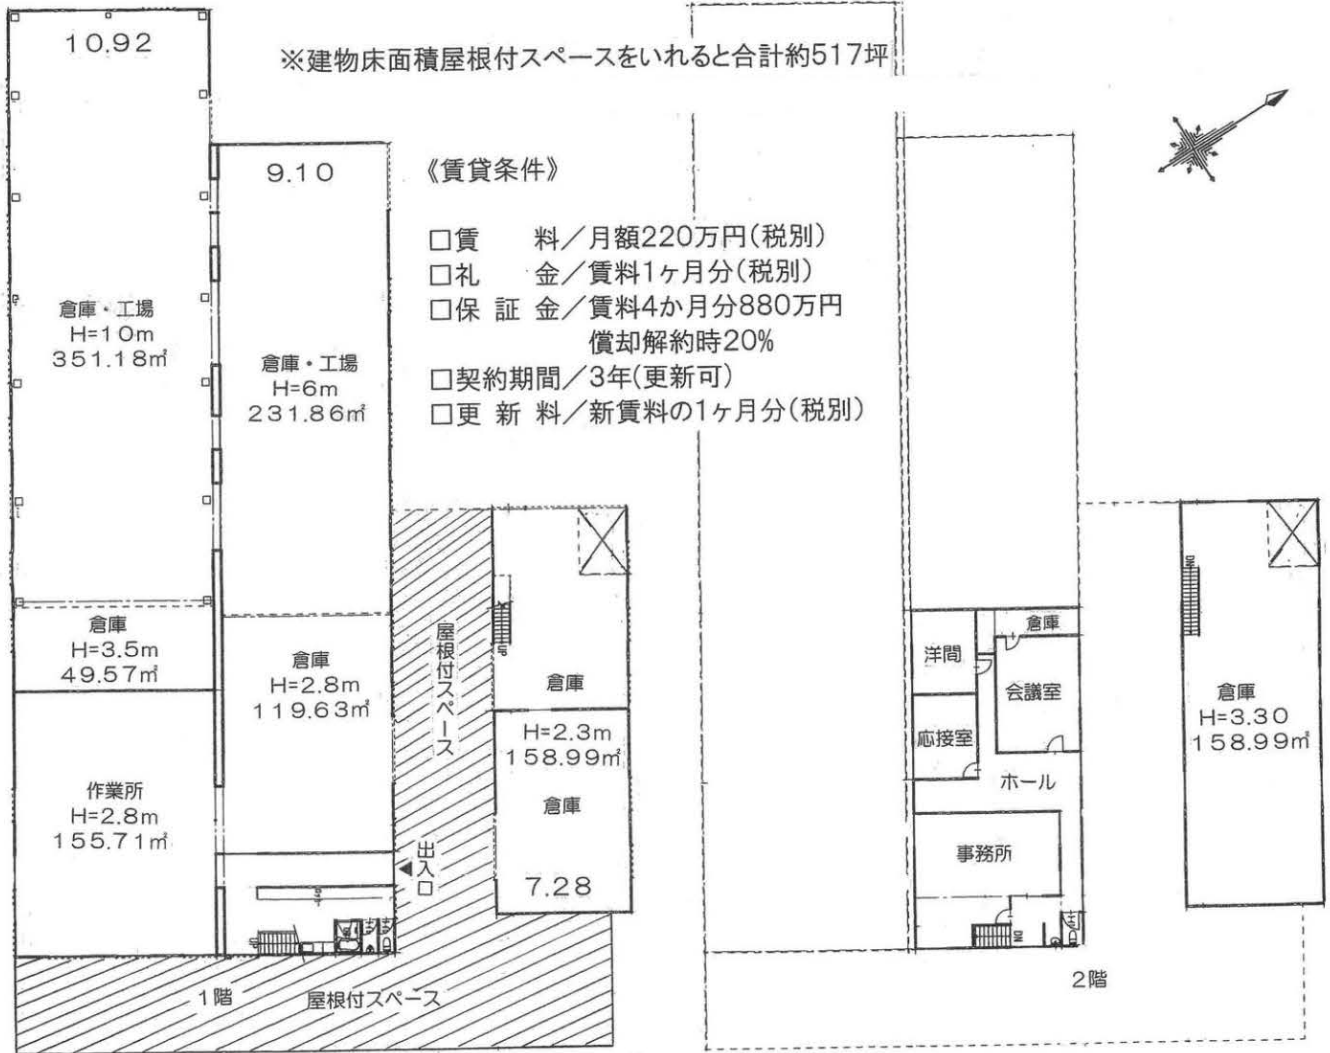 10.92
※建物床面積屋根付スペースをいれると合計約517坪
9.10
《賃貸条件》
□賃　　料／月額220万円(税別)
□礼　　金／賃料1ヶ月分(税別)
□保 証 金／賃料4か月分880万円
償却解約時20%
□契約期間／3年(更新可)
□更 新 料／新賃料の1ヶ月分(税別)
倉庫・工場
H=10m
351.18㎡
倉庫・工場
H=6m
231.86㎡
倉庫
H=3.5m
49.57㎡
倉庫
H=2.8m
119.63㎡
作業所
H=2.8m
155.71㎡
屋根付スペース
倉庫
H=2.3m
158.99㎡
倉庫
7.28
出入口
1階
屋根付スペース
倉庫
洋間
会議室
応接室
ホール
事務所
DN
DN
倉庫
H=3.30
158.99㎡
2階